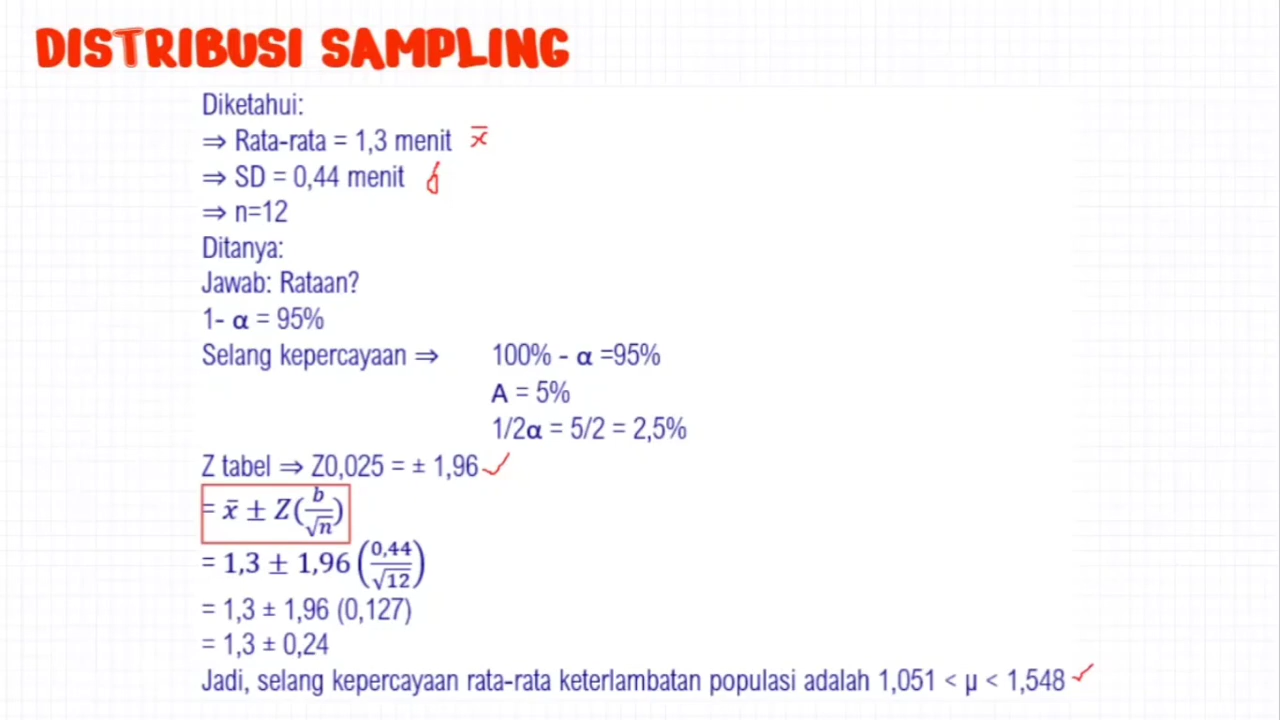 DISTRIBUSI SAMPLING
Diketahui:
⇒ Rata-rata = 1,3 menit x̄
⇒ SD = 0,44 menit σ
⇒ n=12
Ditanya:
Jawab: Rataan?
1- α = 95%
Selang kepercayaan ⇒ 100% - α =95%
A = 5%
1/2α = 5/2 = 2,5%
Z tabel ⇒ Z0,025 = ± 1,96 ✓
= x̄ ± Z(b/√n)
= 1,3 ± 1,96 (0,44/√12)
= 1,3 ± 1,96 (0,127)
= 1,3 ± 0,24
Jadi, selang kepercayaan rata-rata keterlambatan populasi adalah 1,051 < μ < 1,548 ✓